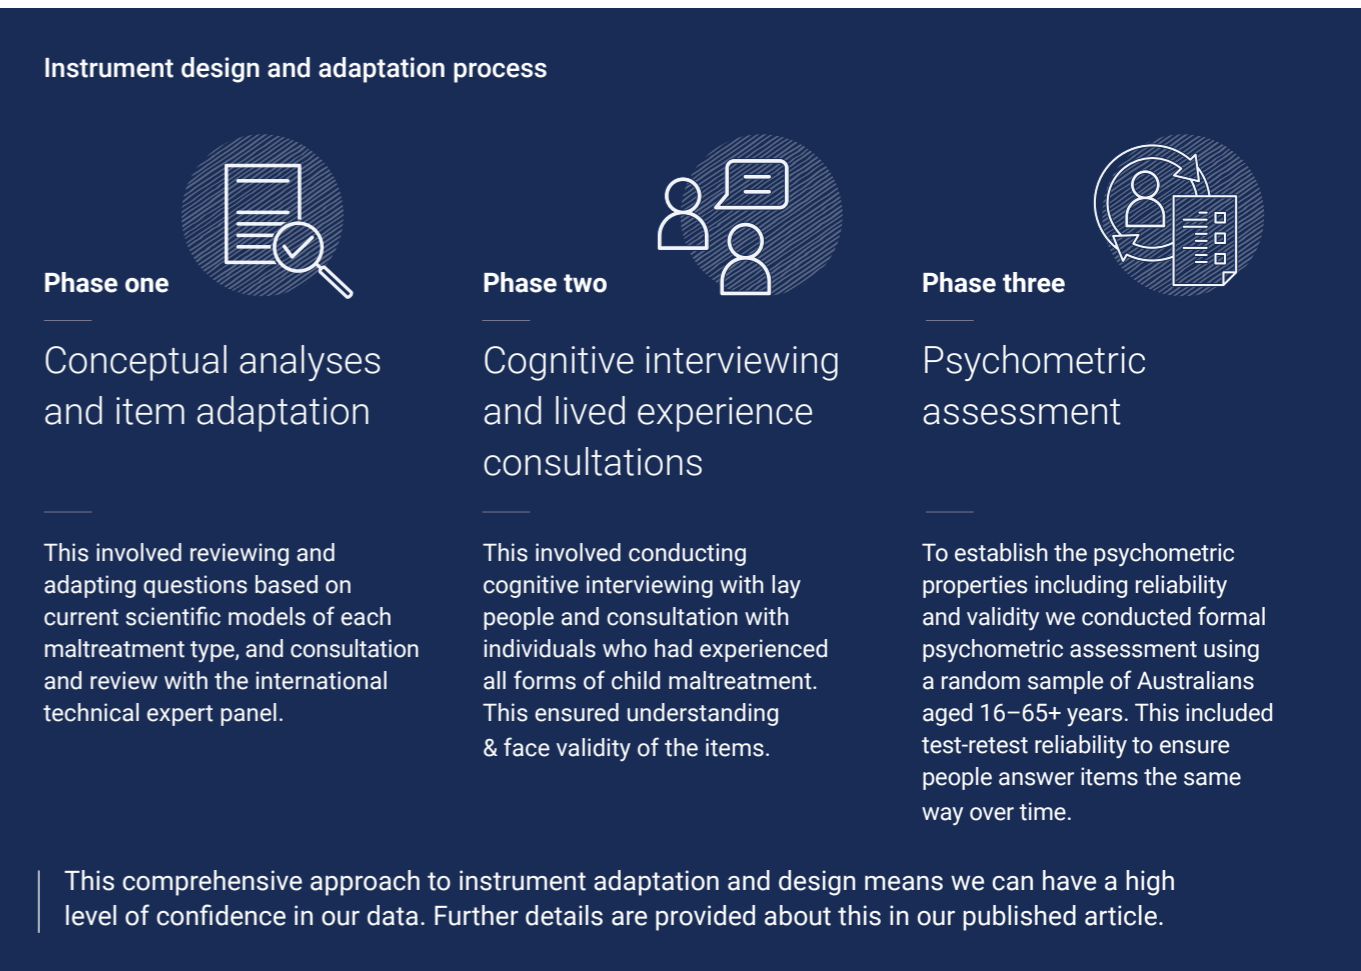 Instrument design and adaptation process
Phase one
Conceptual analyses
and item adaptation
This involved reviewing and
adapting questions based on
current scientific models of each
maltreatment type, and consultation
and review with the international
technical expert panel.
Phase two
Cognitive interviewing
and lived experience
consultations
This involved conducting
cognitive interviewing with lay
people and consultation with
individuals who had experienced
all forms of child maltreatment.
This ensured understanding
& face validity of the items.
Phase three
Psychometric
assessment
To establish the psychometric
properties including reliability
and validity we conducted formal
psychometric assessment using
a random sample of Australians
aged 16–65+ years. This included
test-retest reliability to ensure
people answer items the same
way over time.
This comprehensive approach to instrument adaptation and design means we can have a high
level of confidence in our data. Further details are provided about this in our published article.